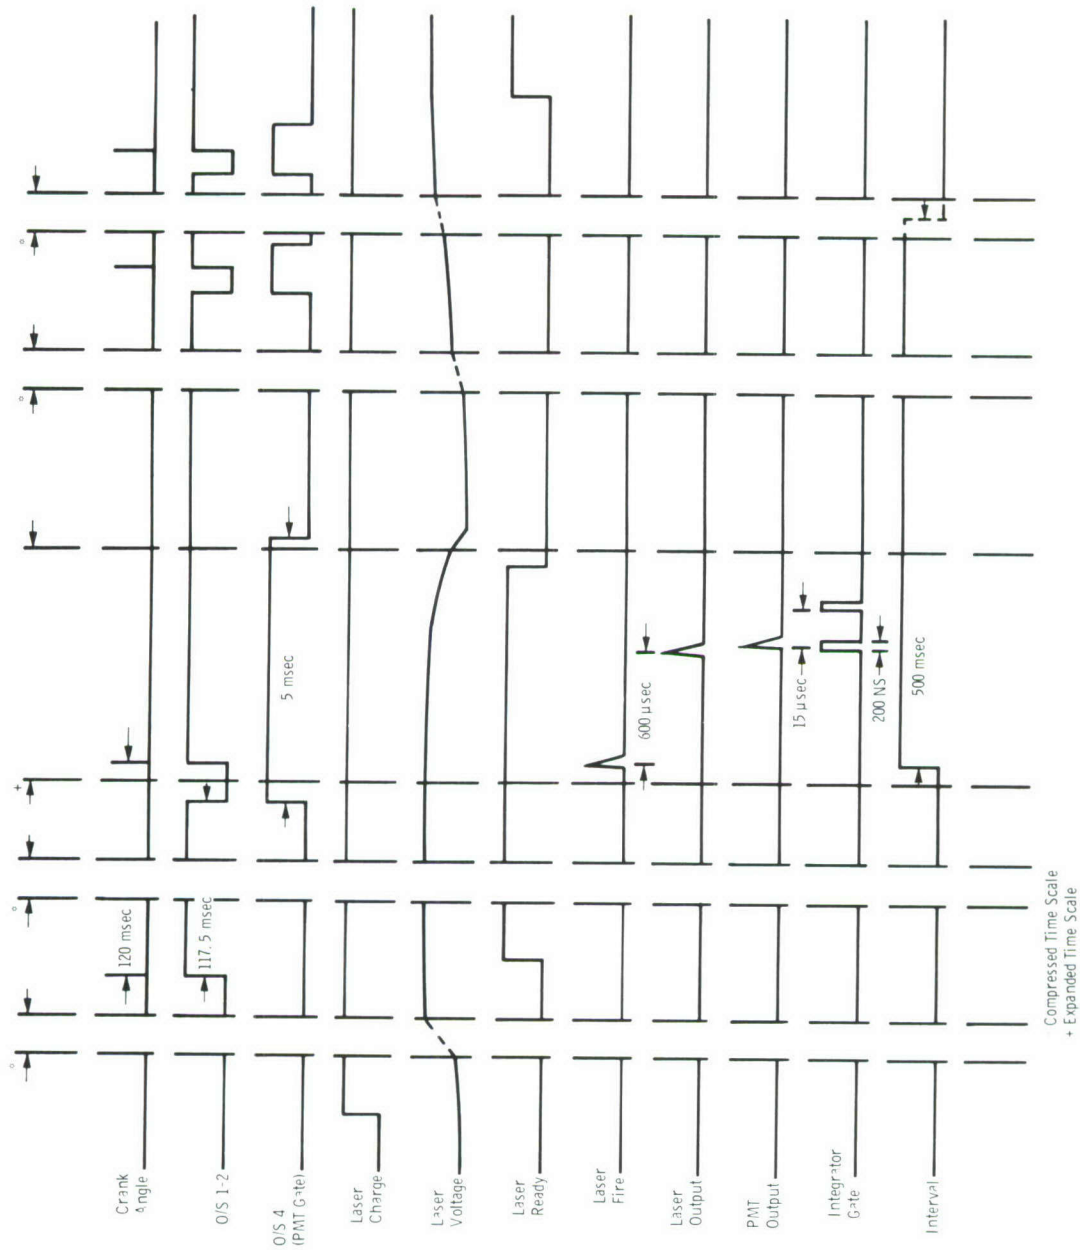 Crank
Angle
O/S 1-2
O/S 4
(PMT Gate)
Laser
Charge
Laser
Voltage
Laser
Ready
Laser
Fire
Laser
Output
PMT
Output
Integrator
Gate
Interval
120 msec
117.5 msec
5 msec
600 μsec
15 μsec
200 NS
500 msec
° Compressed Time Scale
+ Expanded Time Scale